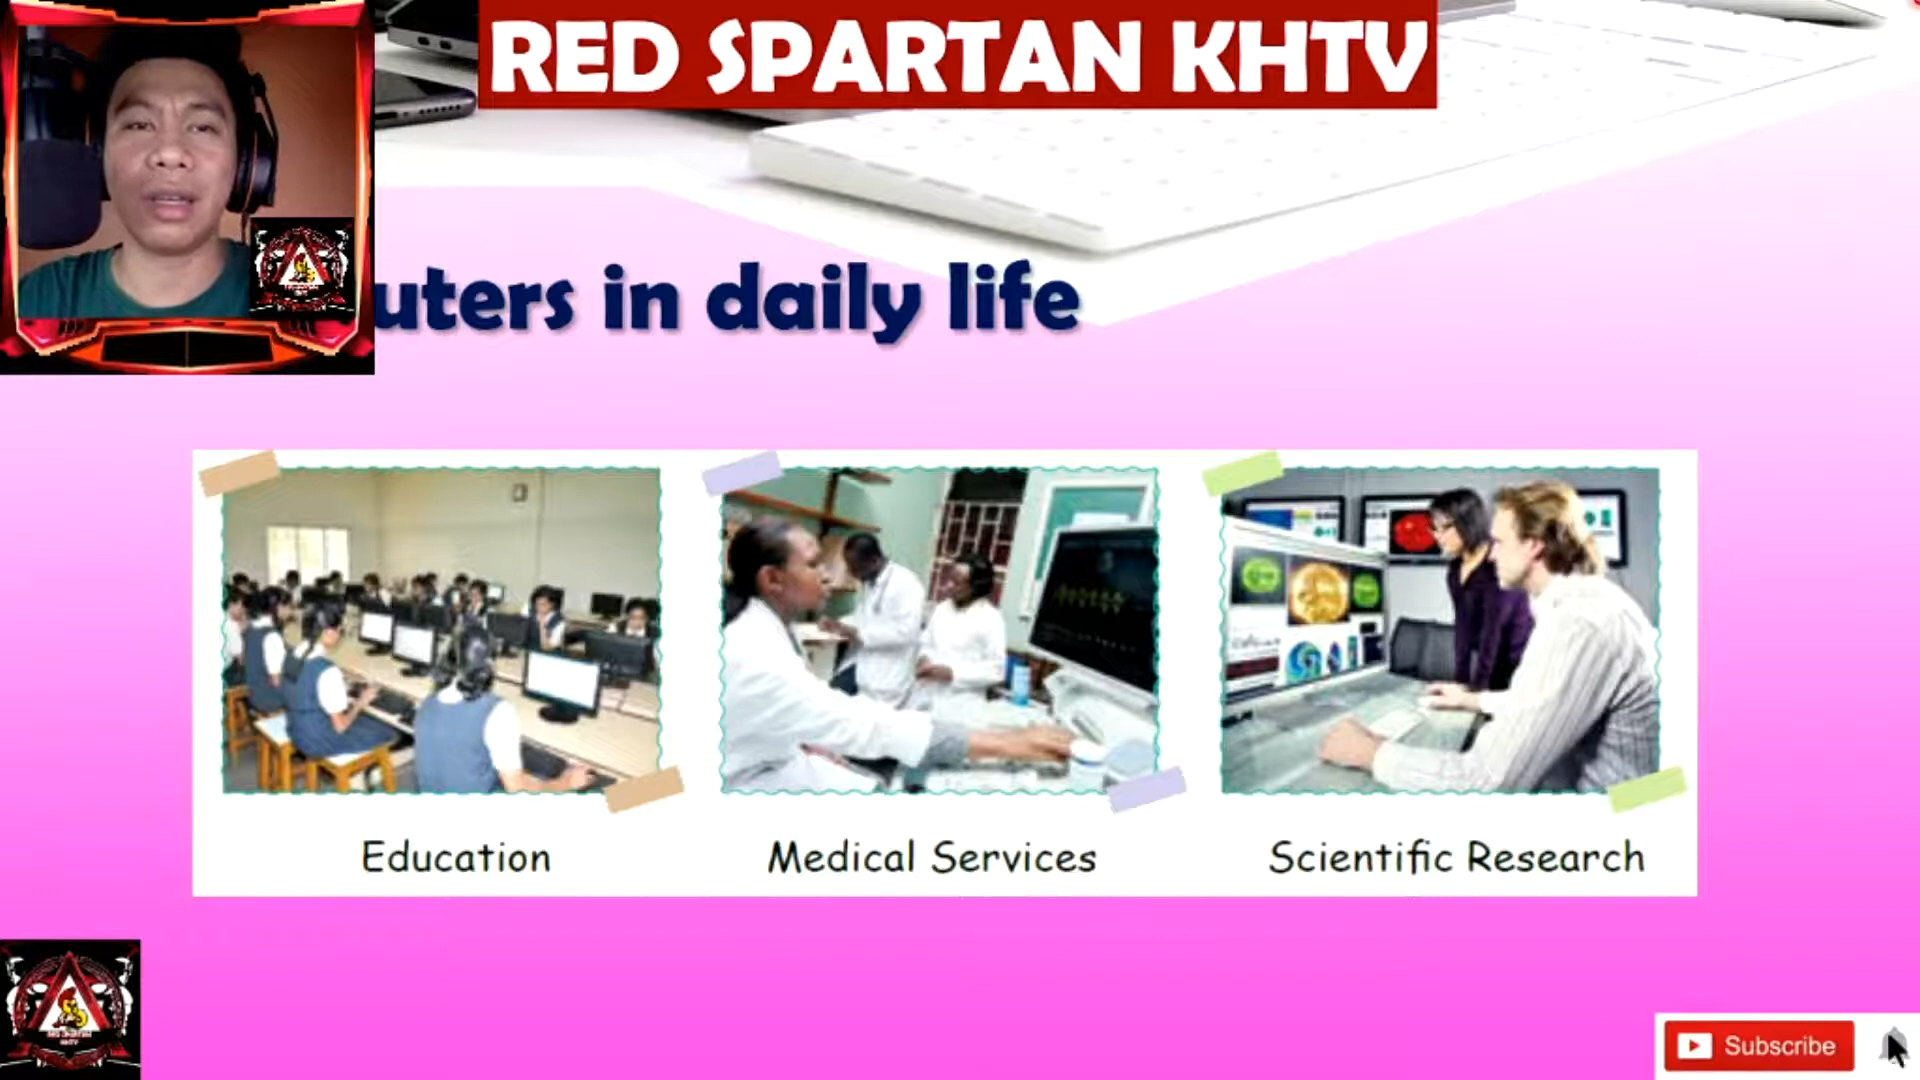 RED SPARTAN KHTV
uters in daily life
Education
Medical Services
Scientific Research
Subscribe